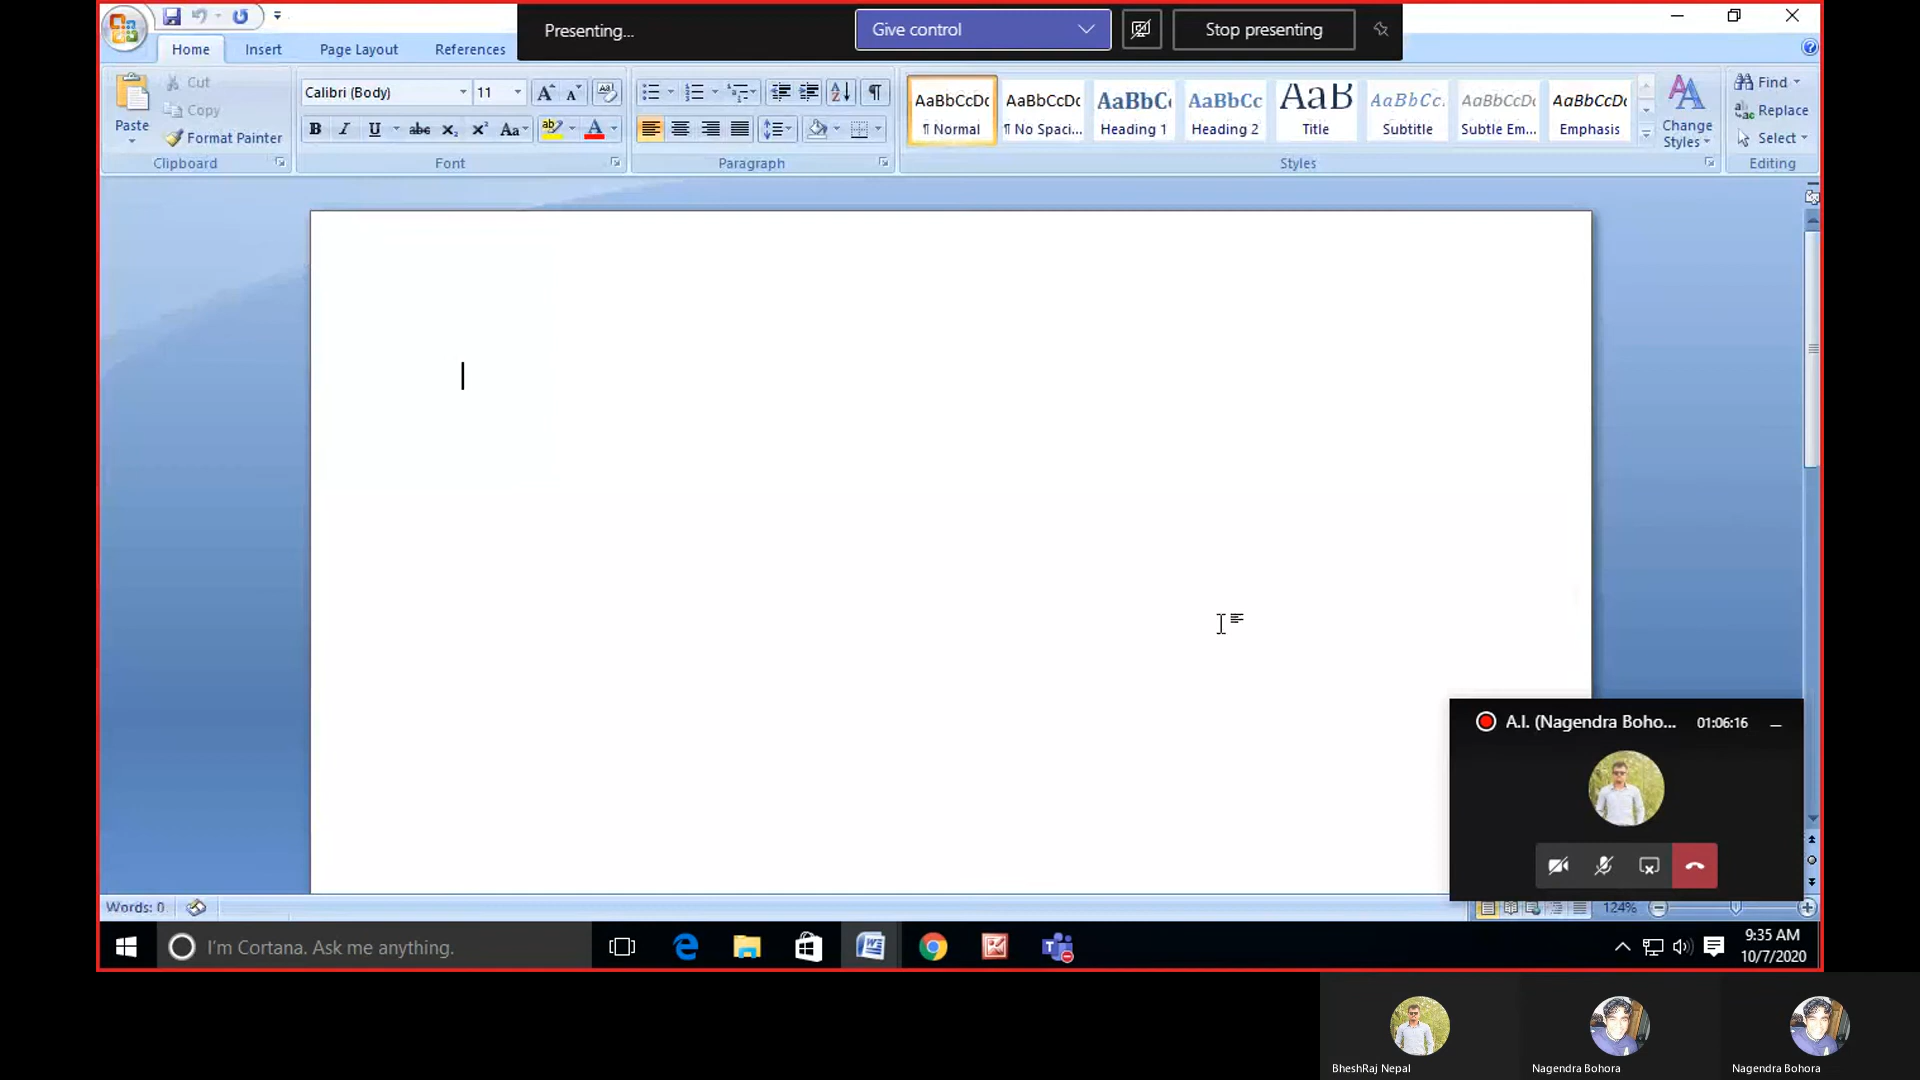 Presenting...
Give control
Stop presenting
Home
Insert
Page Layout
References
Cut
Copy
Format Painter
Paste
Clipboard
Calibri (Body)
11
Font
Paragraph
AaBbCcDc
¶ Normal
AaBbCcDc
¶ No Spaci...
AaBbC
Heading 1
AaBbCc
Heading 2
AaB
Title
AaBbCc.
Subtitle
AaBbCcDc
Subtle Em...
AaBbCcDc
Emphasis
Change
Styles
Styles
Find
Replace
Select
Editing
A.I. (Nagendra Boho...
01:06:16
Words: 0
124%
I'm Cortana. Ask me anything.
9:35 AM
10/7/2020
BheshRaj Nepal
Nagendra Bohora
Nagendra Bohora